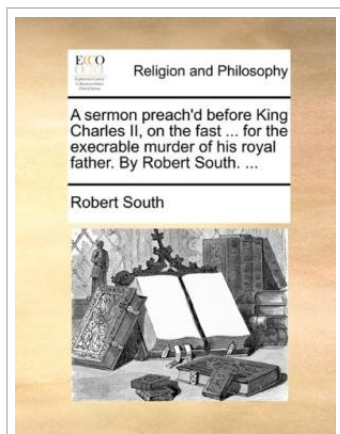 ECCO
Religion and Philosophy
A sermon preach'd before King
Charles II, on the fast ... for the
execrable murder of his royal
father. By Robert South. ...
Robert South